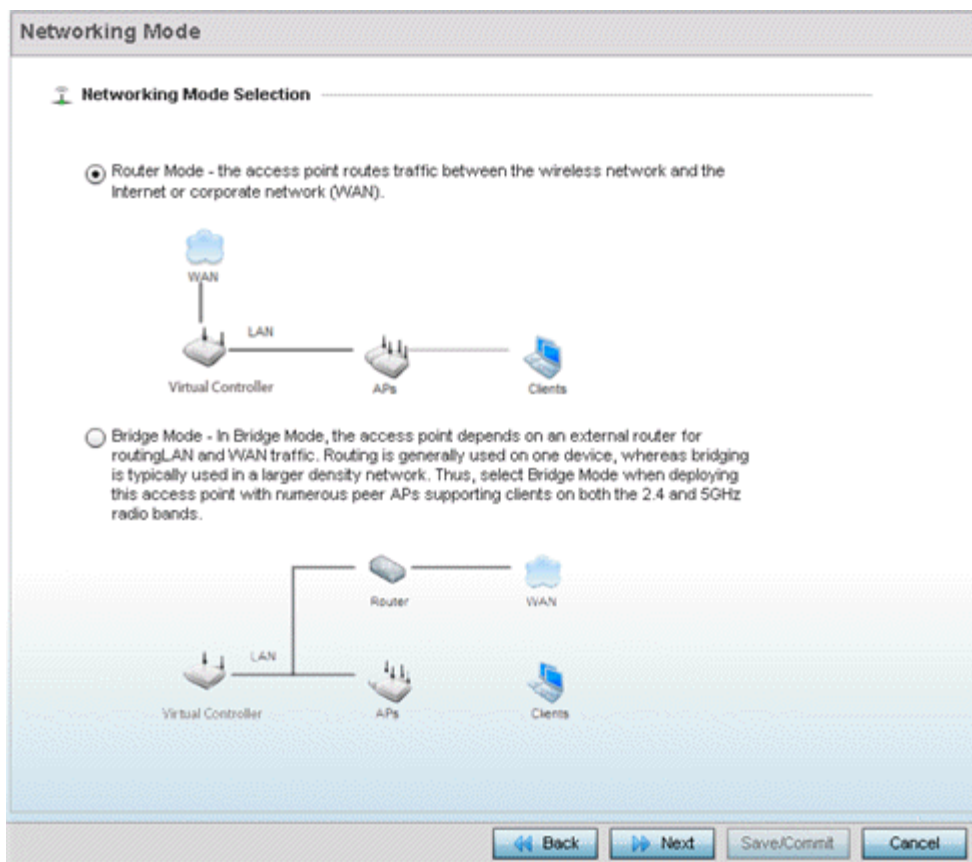 Networking Mode
Networking Mode Selection
Router Mode - the access point routes traffic between the wireless network and the
Internet or corporate network (WAN).
WAN
LAN
Virtual Controller
APs
Clients
Bridge Mode - In Bridge Mode, the access point depends on an external router for
routingLAN and WAN traffic. Routing is generally used on one device, whereas bridging
is typically used in a larger density network. Thus, select Bridge Mode when deploying
this access point with numerous peer APs supporting clients on both the 2.4 and 5GHz
radio bands.
Router
WAN
LAN
Virtual Controller
APs
Clients
Back
Next
Save/Commit
Cancel